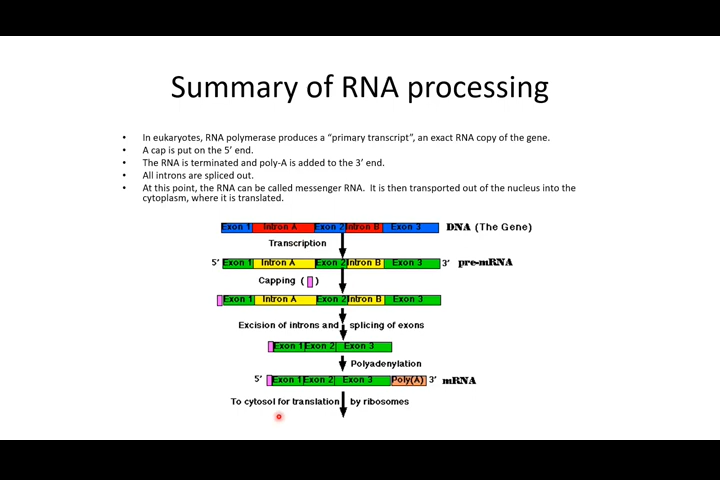 Summary of RNA processing
• In eukaryotes, RNA polymerase produces a “primary transcript”, an exact RNA copy of the gene.
• A cap is put on the 5’ end.
• The RNA is terminated and poly-A is added to the 3’ end.
• All introns are spliced out.
• At this point, the RNA can be called messenger RNA. It is then transported out of the nucleus into the
cytoplasm, where it is translated.
Exon 1 Intron A Exon 2 Intron B Exon 3 DNA (The Gene)
Transcription
5' Exon 1 Intron A Exon 2 Intron B Exon 3 3' pre-mRNA
Capping ( )
Exon 1 Intron A Exon 2 Intron B Exon 3
Excision of introns and splicing of exons
Exon 1 Exon 2 Exon 3
Polyadenylation
5' Exon 1 Exon 2 Exon 3 Poly(A) 3' mRNA
To cytosol for translation by ribosomes